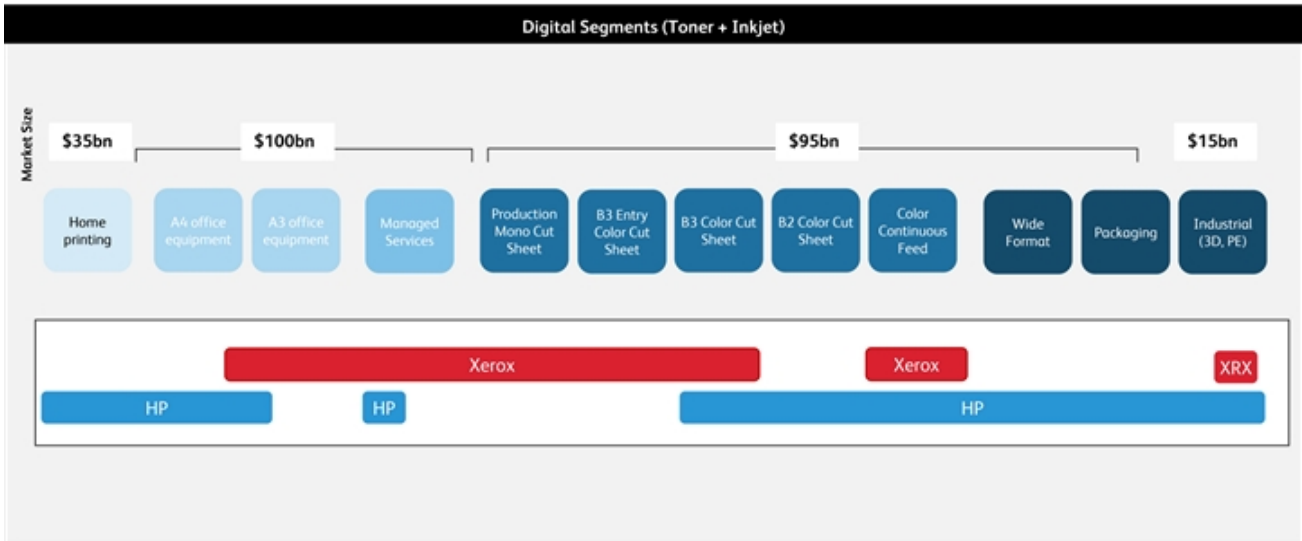 Digital Segments (Toner + Inkjet)
Market Size
$35bn
$100bn
$95bn
$15bn
Home
printing
A4 office
equipment
A3 office
equipment
Managed
Services
Production
Mono Cut
Sheet
B3 Entry
Color Cut
Sheet
B3 Color Cut
Sheet
B2 Color Cut
Sheet
Color
Continuous
Feed
Wide
Format
Packaging
Industrial
(3D, PE)
Xerox
Xerox
XRX
HP
HP
HP